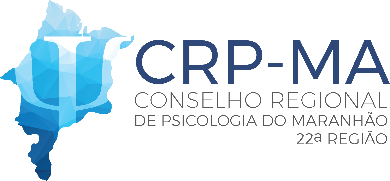 Ψ
CRP-MA
CONSELHO REGIONAL
DE PSICOLOGIA DO MARANHÃO
22ª REGIÃO